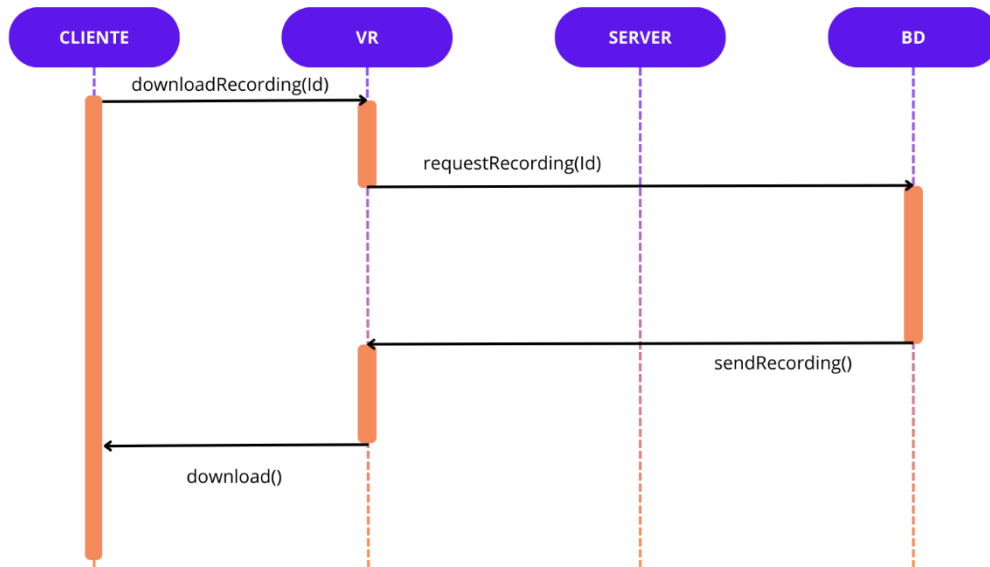 CLIENTE
VR
SERVER
BD
downloadRecording(Id)
requestRecording(Id)
sendRecording()
download()